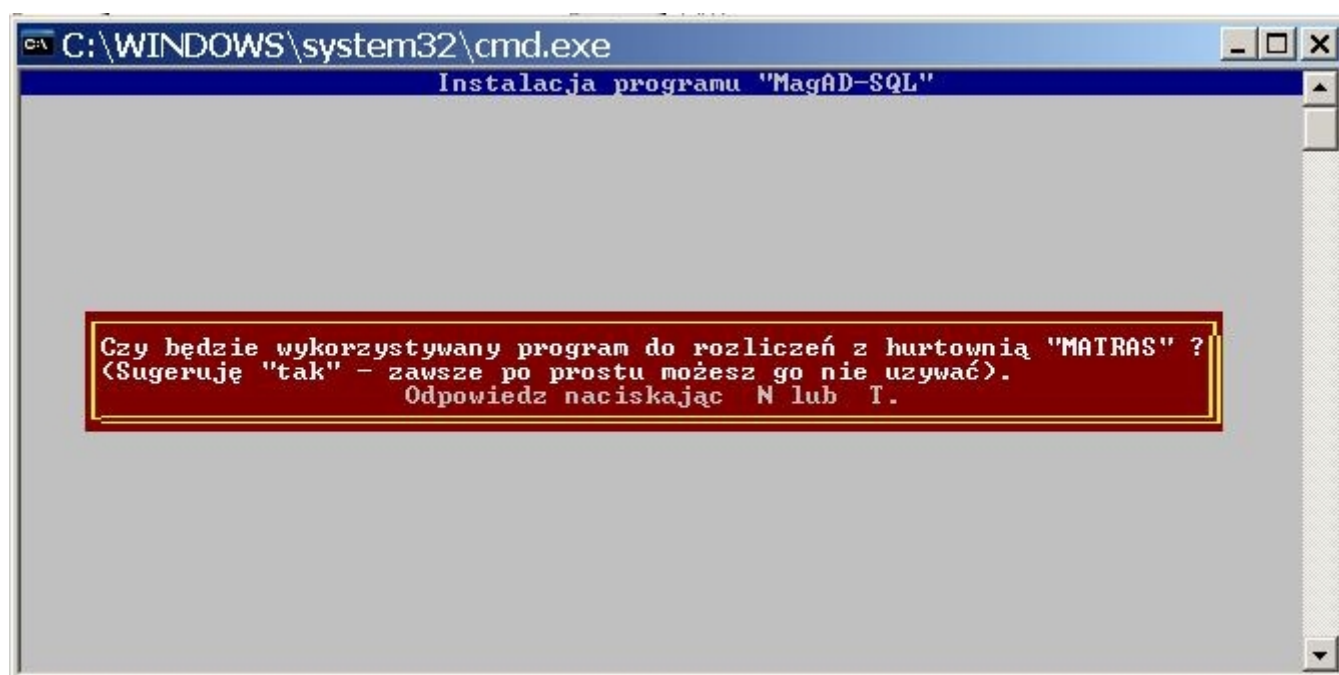 C:\WINDOWS\system32\cmd.exe
Instalacja programu "MagAD-SQL"
Czy będzie wykorzystywany program do rozliczeń z hurtownią "MATRAS" ?
(Sugeruję "tak" - zawsze po prostu możesz go nie uzywać).
Odpowiedz naciskając N lub T.